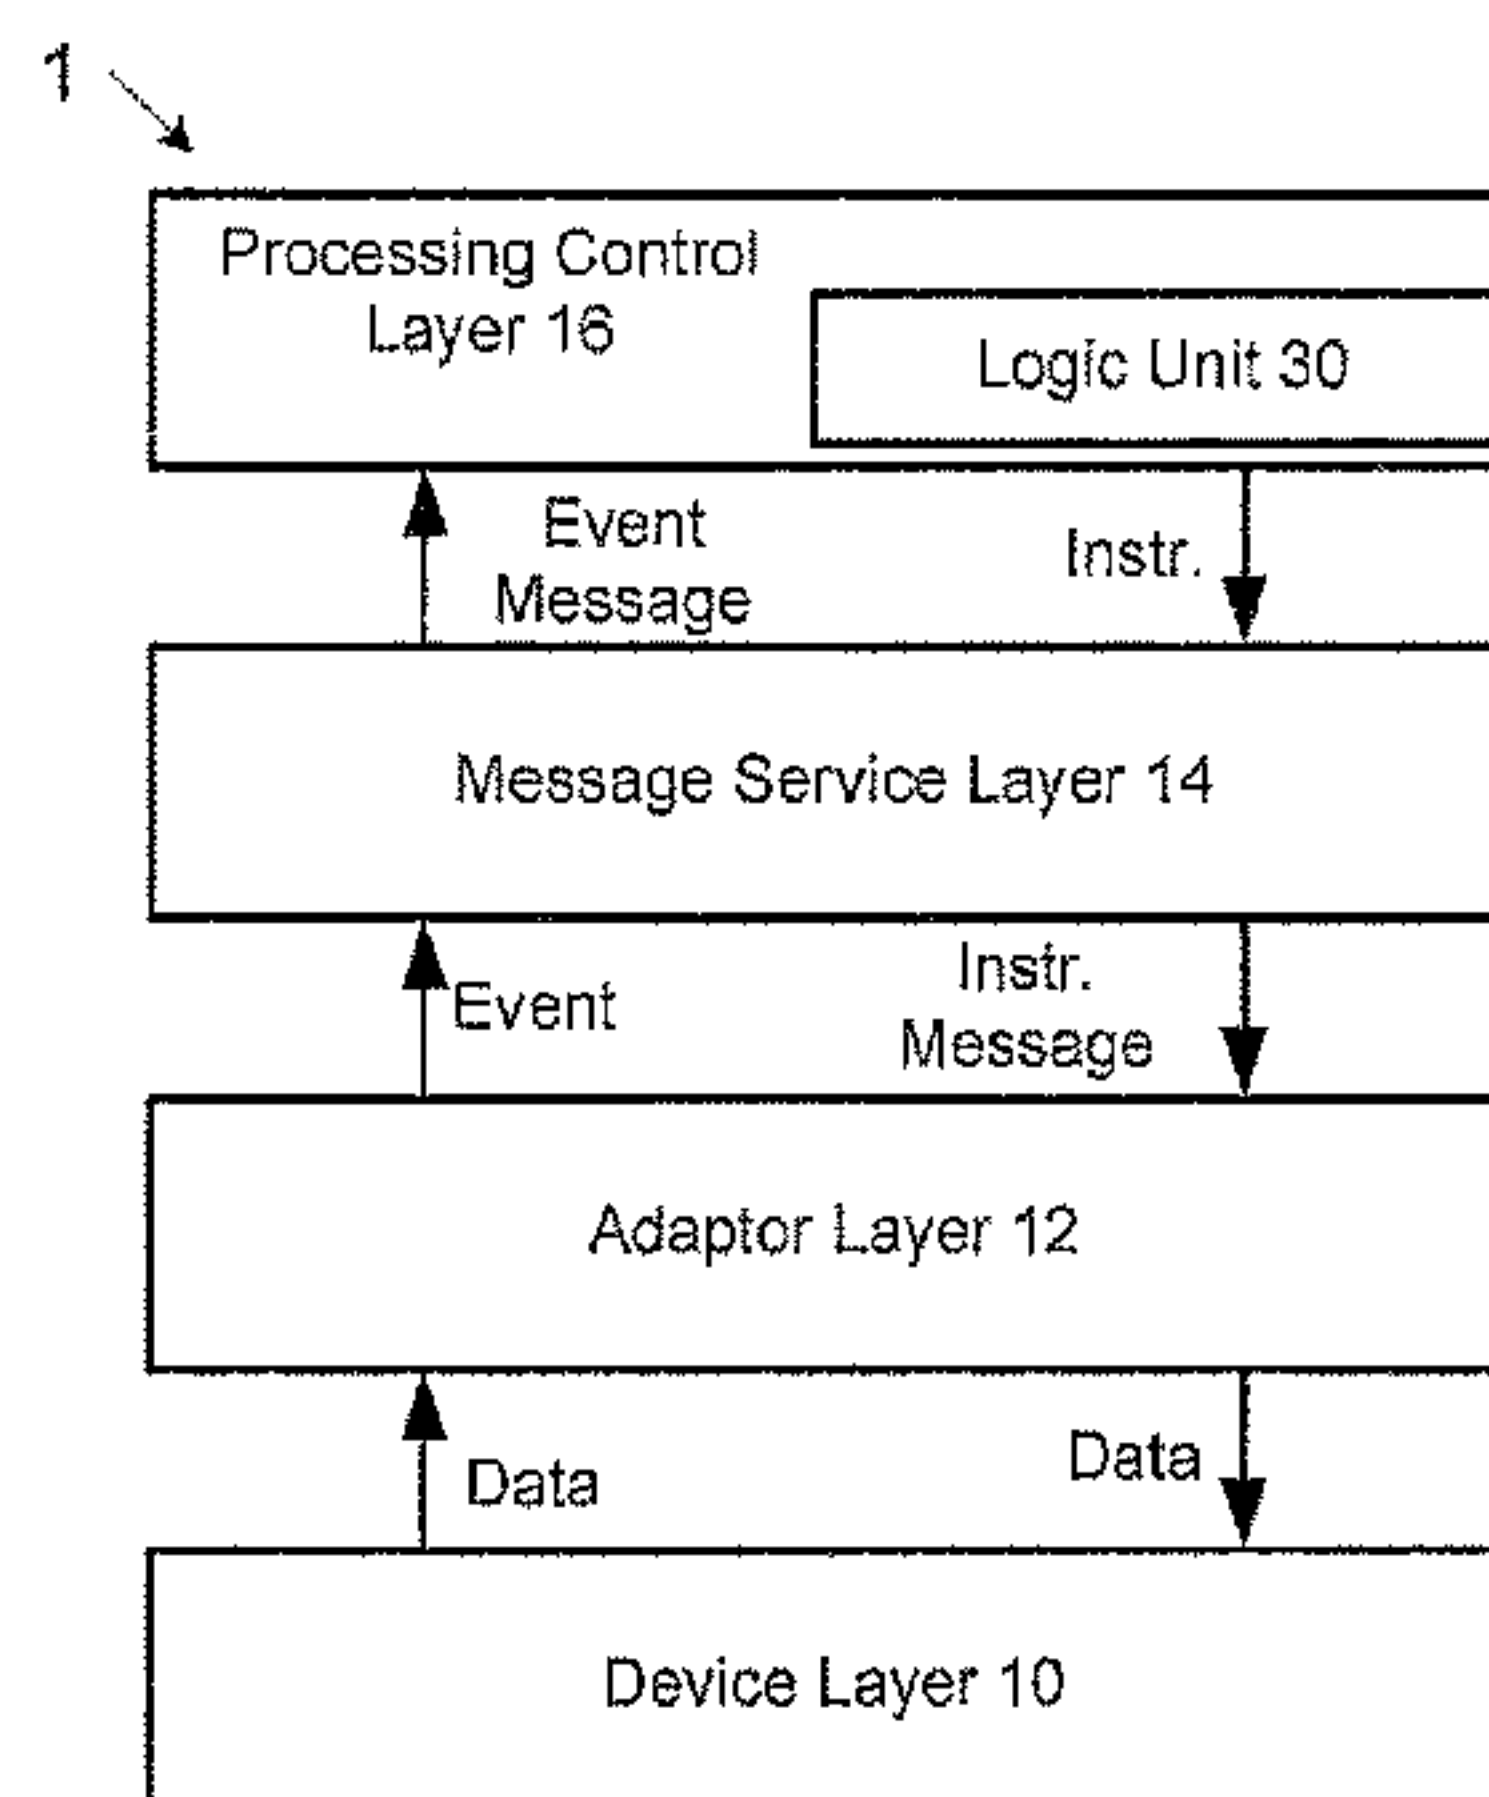 1
Processing Control
Layer 16
Logic Unit 30
Event
Message
Instr.
Message Service Layer 14
Event
Instr.
Message
Adaptor Layer 12
Data
Data
Device Layer 10